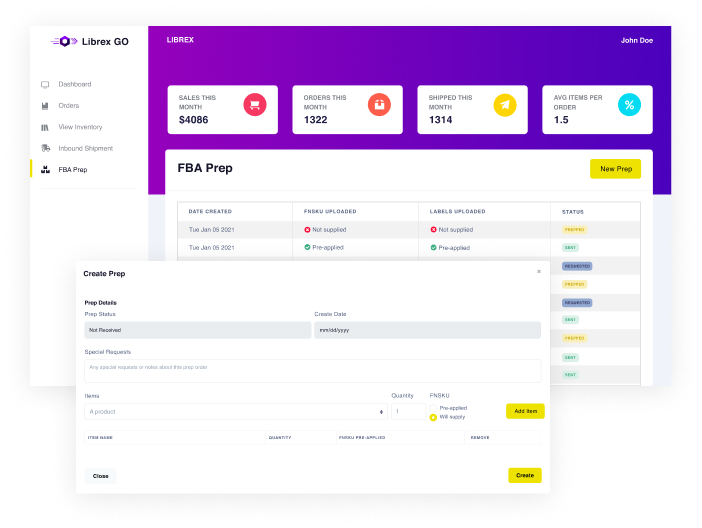 Librex GO
LIBREX
John Doe
Dashboard
Orders
View Inventory
Inbound Shipment
FBA Prep
SALES THIS
MONTH
$4086
ORDERS THIS
MONTH
1322
SHIPPED THIS
MONTH
1314
AVG ITEMS PER
ORDER
1.5
FBA Prep
New Prep
DATE CREATED FNSKU UPLOADED LABELS UPLOADED STATUS
Tue Jan 05 2021 Not supplied Not supplied PREPPED
Tue Jan 05 2021 Pre-applied Pre-applied SENT
REQUESTED
PREPPED
REQUESTED
SENT
PREPPED
SENT
SENT
Create Prep ×
Prep Details
Prep Status Create Date
Not Received mm/dd/yyyy
Special Requests
Any special requests or notes about this prep order
Items Quantity FNSKU
A product 1 Pre-applied
Will supply
Add item
ITEM NAME QUANTITY FNSKU PRE-APPLIED REMOVE
Close Create